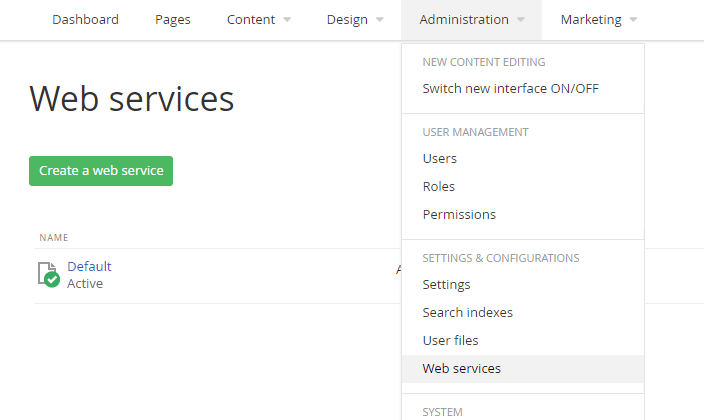 Dashboard Pages Content Design Administration Marketing
Web services
Create a web service
NAME
Default
Active
NEW CONTENT EDITING
Switch new interface ON/OFF
USER MANAGEMENT
Users
Roles
Permissions
SETTINGS & CONFIGURATIONS
Settings
Search indexes
User files
Web services
SYSTEM